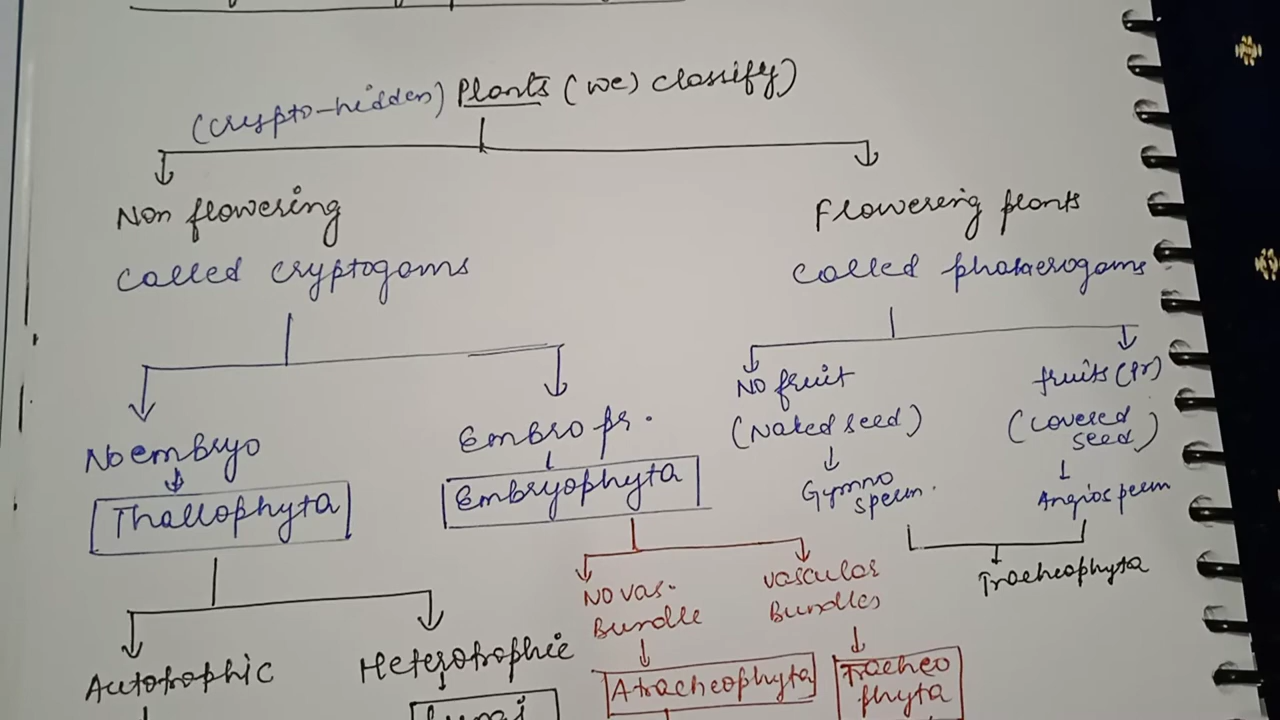 (Crypto-hidden) Plants (we) classify)
Non flowering
called cryptogams
Flowering plants
called phanaerogams
No embryo
Thallophyta
Embro pr.
Embryophyta
No fruit
(Naked seed)
Gymno
sperm.
fruits (Pr)
(covered
seed)
Angiosperm
Tracheophyta
Autotrophic
Heterotrophic
fungi
No vas.
Bundle
Atracheophyta
Vascular
Bundles
Tracheo
phyta